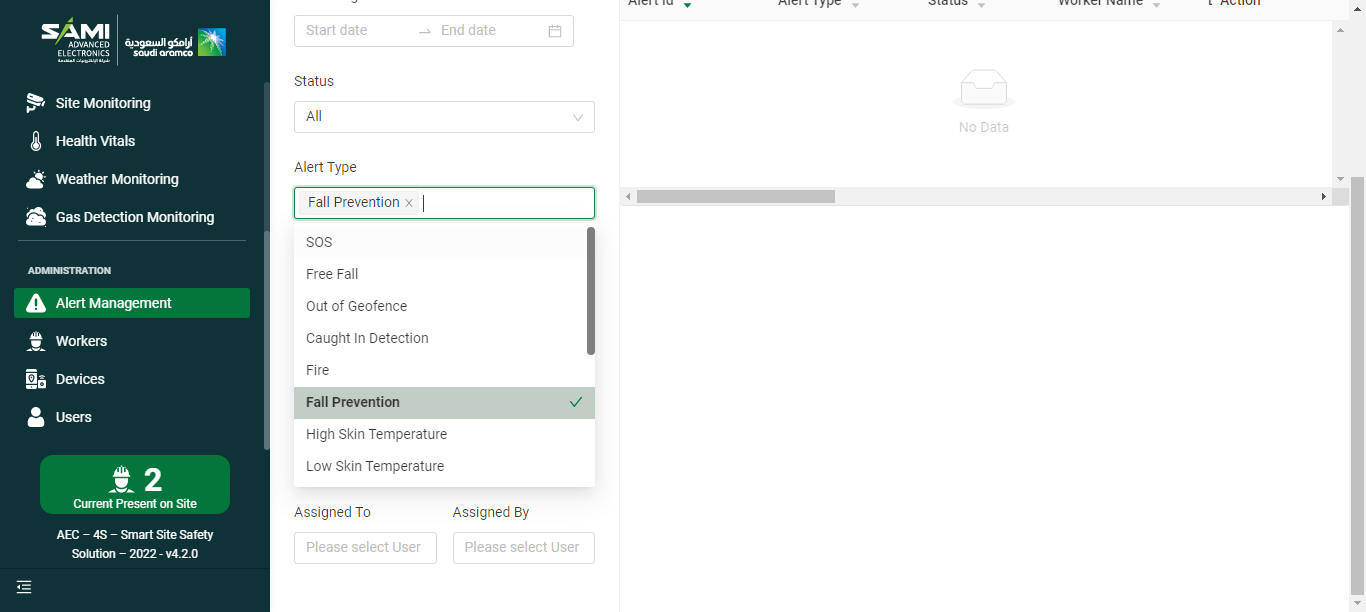 SAMI
ADVANCED
ELECTRONICS
شركة الإلكترونيات المتقدمة
أرامكو السعودية
saudi aramco
Site Monitoring
Health Vitals
Weather Monitoring
Gas Detection Monitoring
ADMINISTRATION
Alert Management
Workers
Devices
Users
2
Current Present on Site
AEC – 4S – Smart Site Safety
Solution – 2022 - v4.2.0
Start date
End date
Status
All
Alert Type
Fall Prevention
SOS
Free Fall
Out of Geofence
Caught In Detection
Fire
Fall Prevention
High Skin Temperature
Low Skin Temperature
Assigned To
Assigned By
Please select User
Please select User
Alert Id
Alert Type
Status
Worker Name
Action
No Data